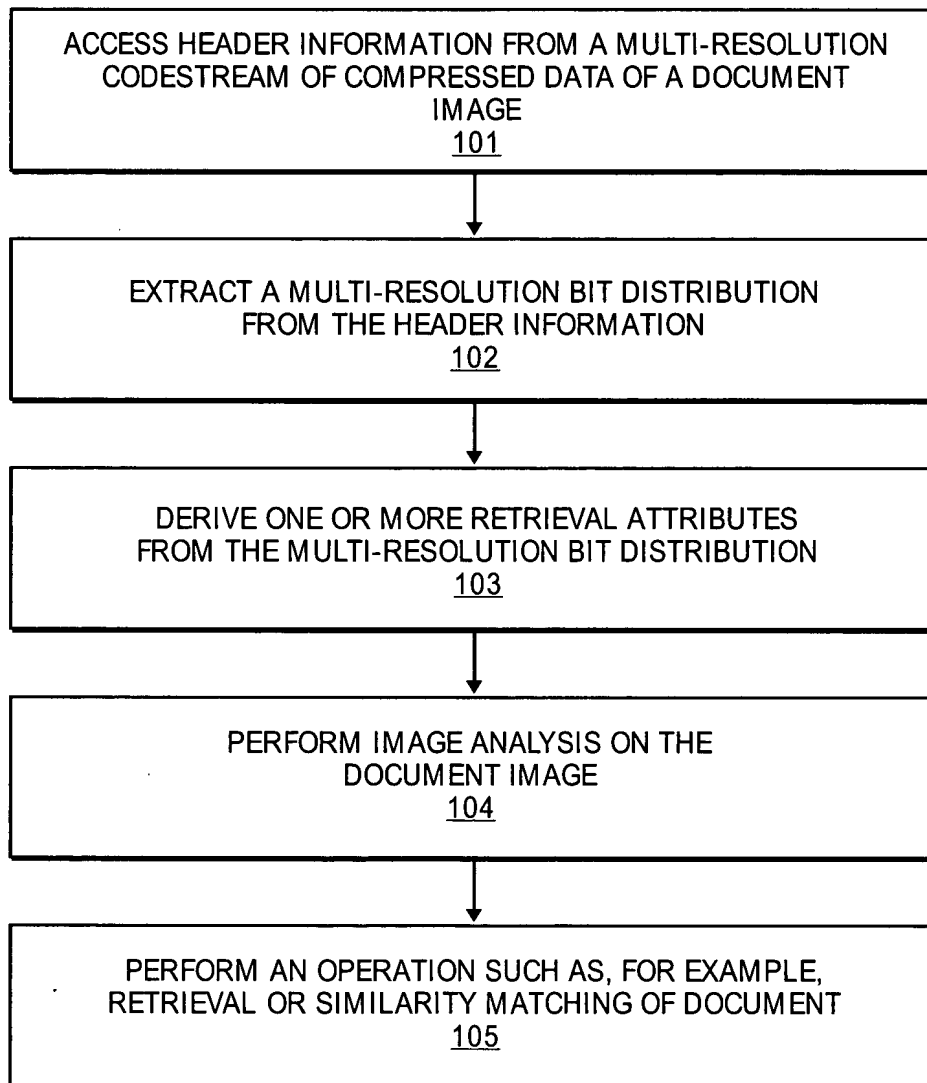 ACCESS HEADER INFORMATION FROM A MULTI-RESOLUTION
CODESTREAM OF COMPRESSED DATA OF A DOCUMENT
IMAGE
101
EXTRACT A MULTI-RESOLUTION BIT DISTRIBUTION
FROM THE HEADER INFORMATION
102
DERIVE ONE OR MORE RETRIEVAL ATTRIBUTES
FROM THE MULTI-RESOLUTION BIT DISTRIBUTION
103
PERFORM IMAGE ANALYSIS ON THE
DOCUMENT IMAGE
104
PERFORM AN OPERATION SUCH AS, FOR EXAMPLE,
RETRIEVAL OR SIMILARITY MATCHING OF DOCUMENT
105